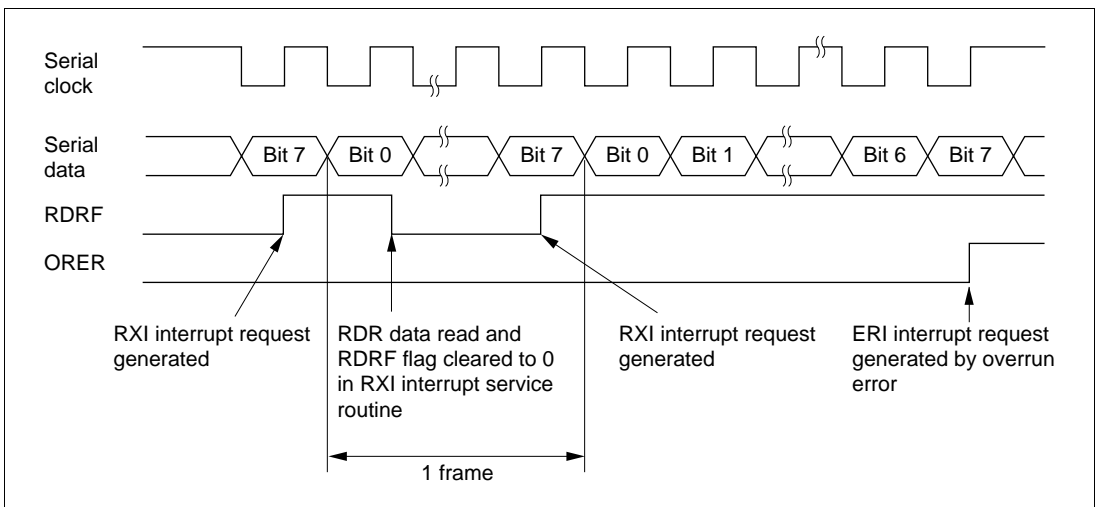 Serial
clock
Serial
data
Bit 7
Bit 0
Bit 7
Bit 0
Bit 1
Bit 6
Bit 7
RDRF
ORER
RXI interrupt request
generated
RDR data read and
RDRF flag cleared to 0
in RXI interrupt service
routine
RXI interrupt request
generated
ERI interrupt request
generated by overrun
error
1 frame